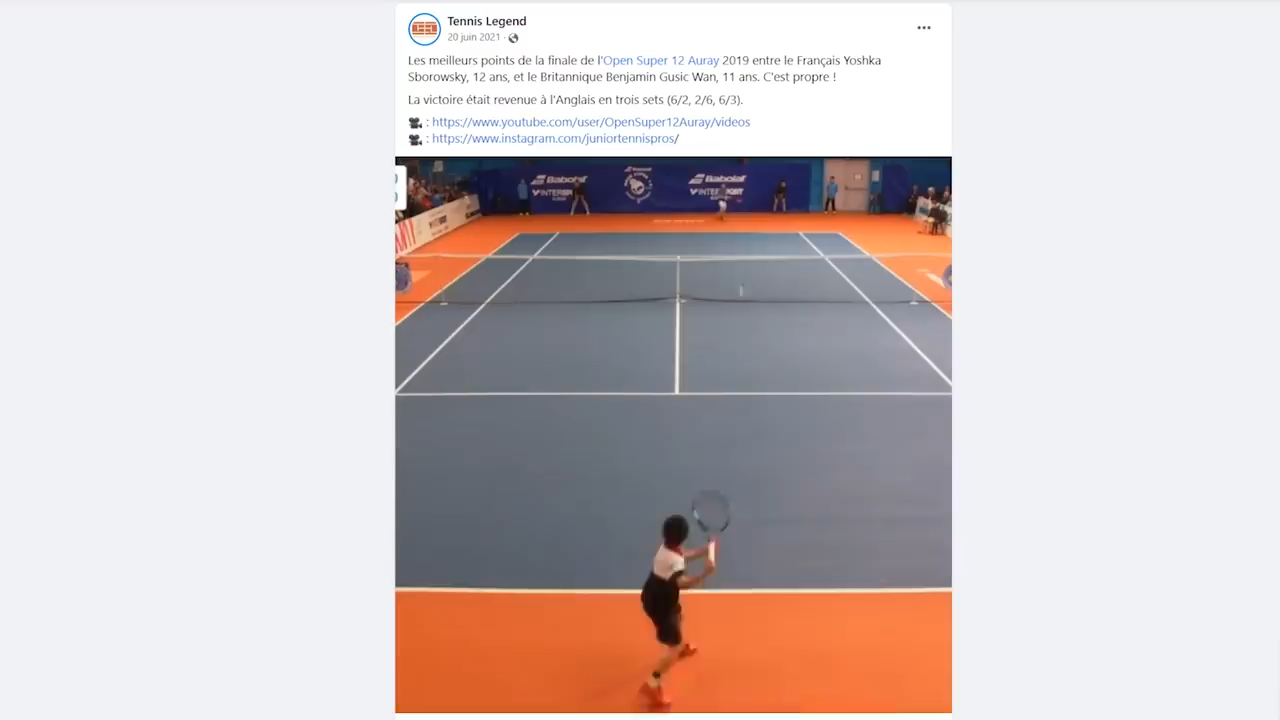 Tennis Legend
20 juin 2021 ·
Les meilleurs points de la finale de l'Open Super 12 Auray 2019 entre le Français Yoshka
Sborowsky, 12 ans, et le Britannique Benjamin Gusic Wan, 11 ans. C'est propre !
La victoire était revenue à l'Anglais en trois sets (6/2, 2/6, 6/3).
: https://www.youtube.com/user/OpenSuper12Auray/videos
: https://www.instagram.com/juniortennispros/
Babolat Babolat
INTERSPORT